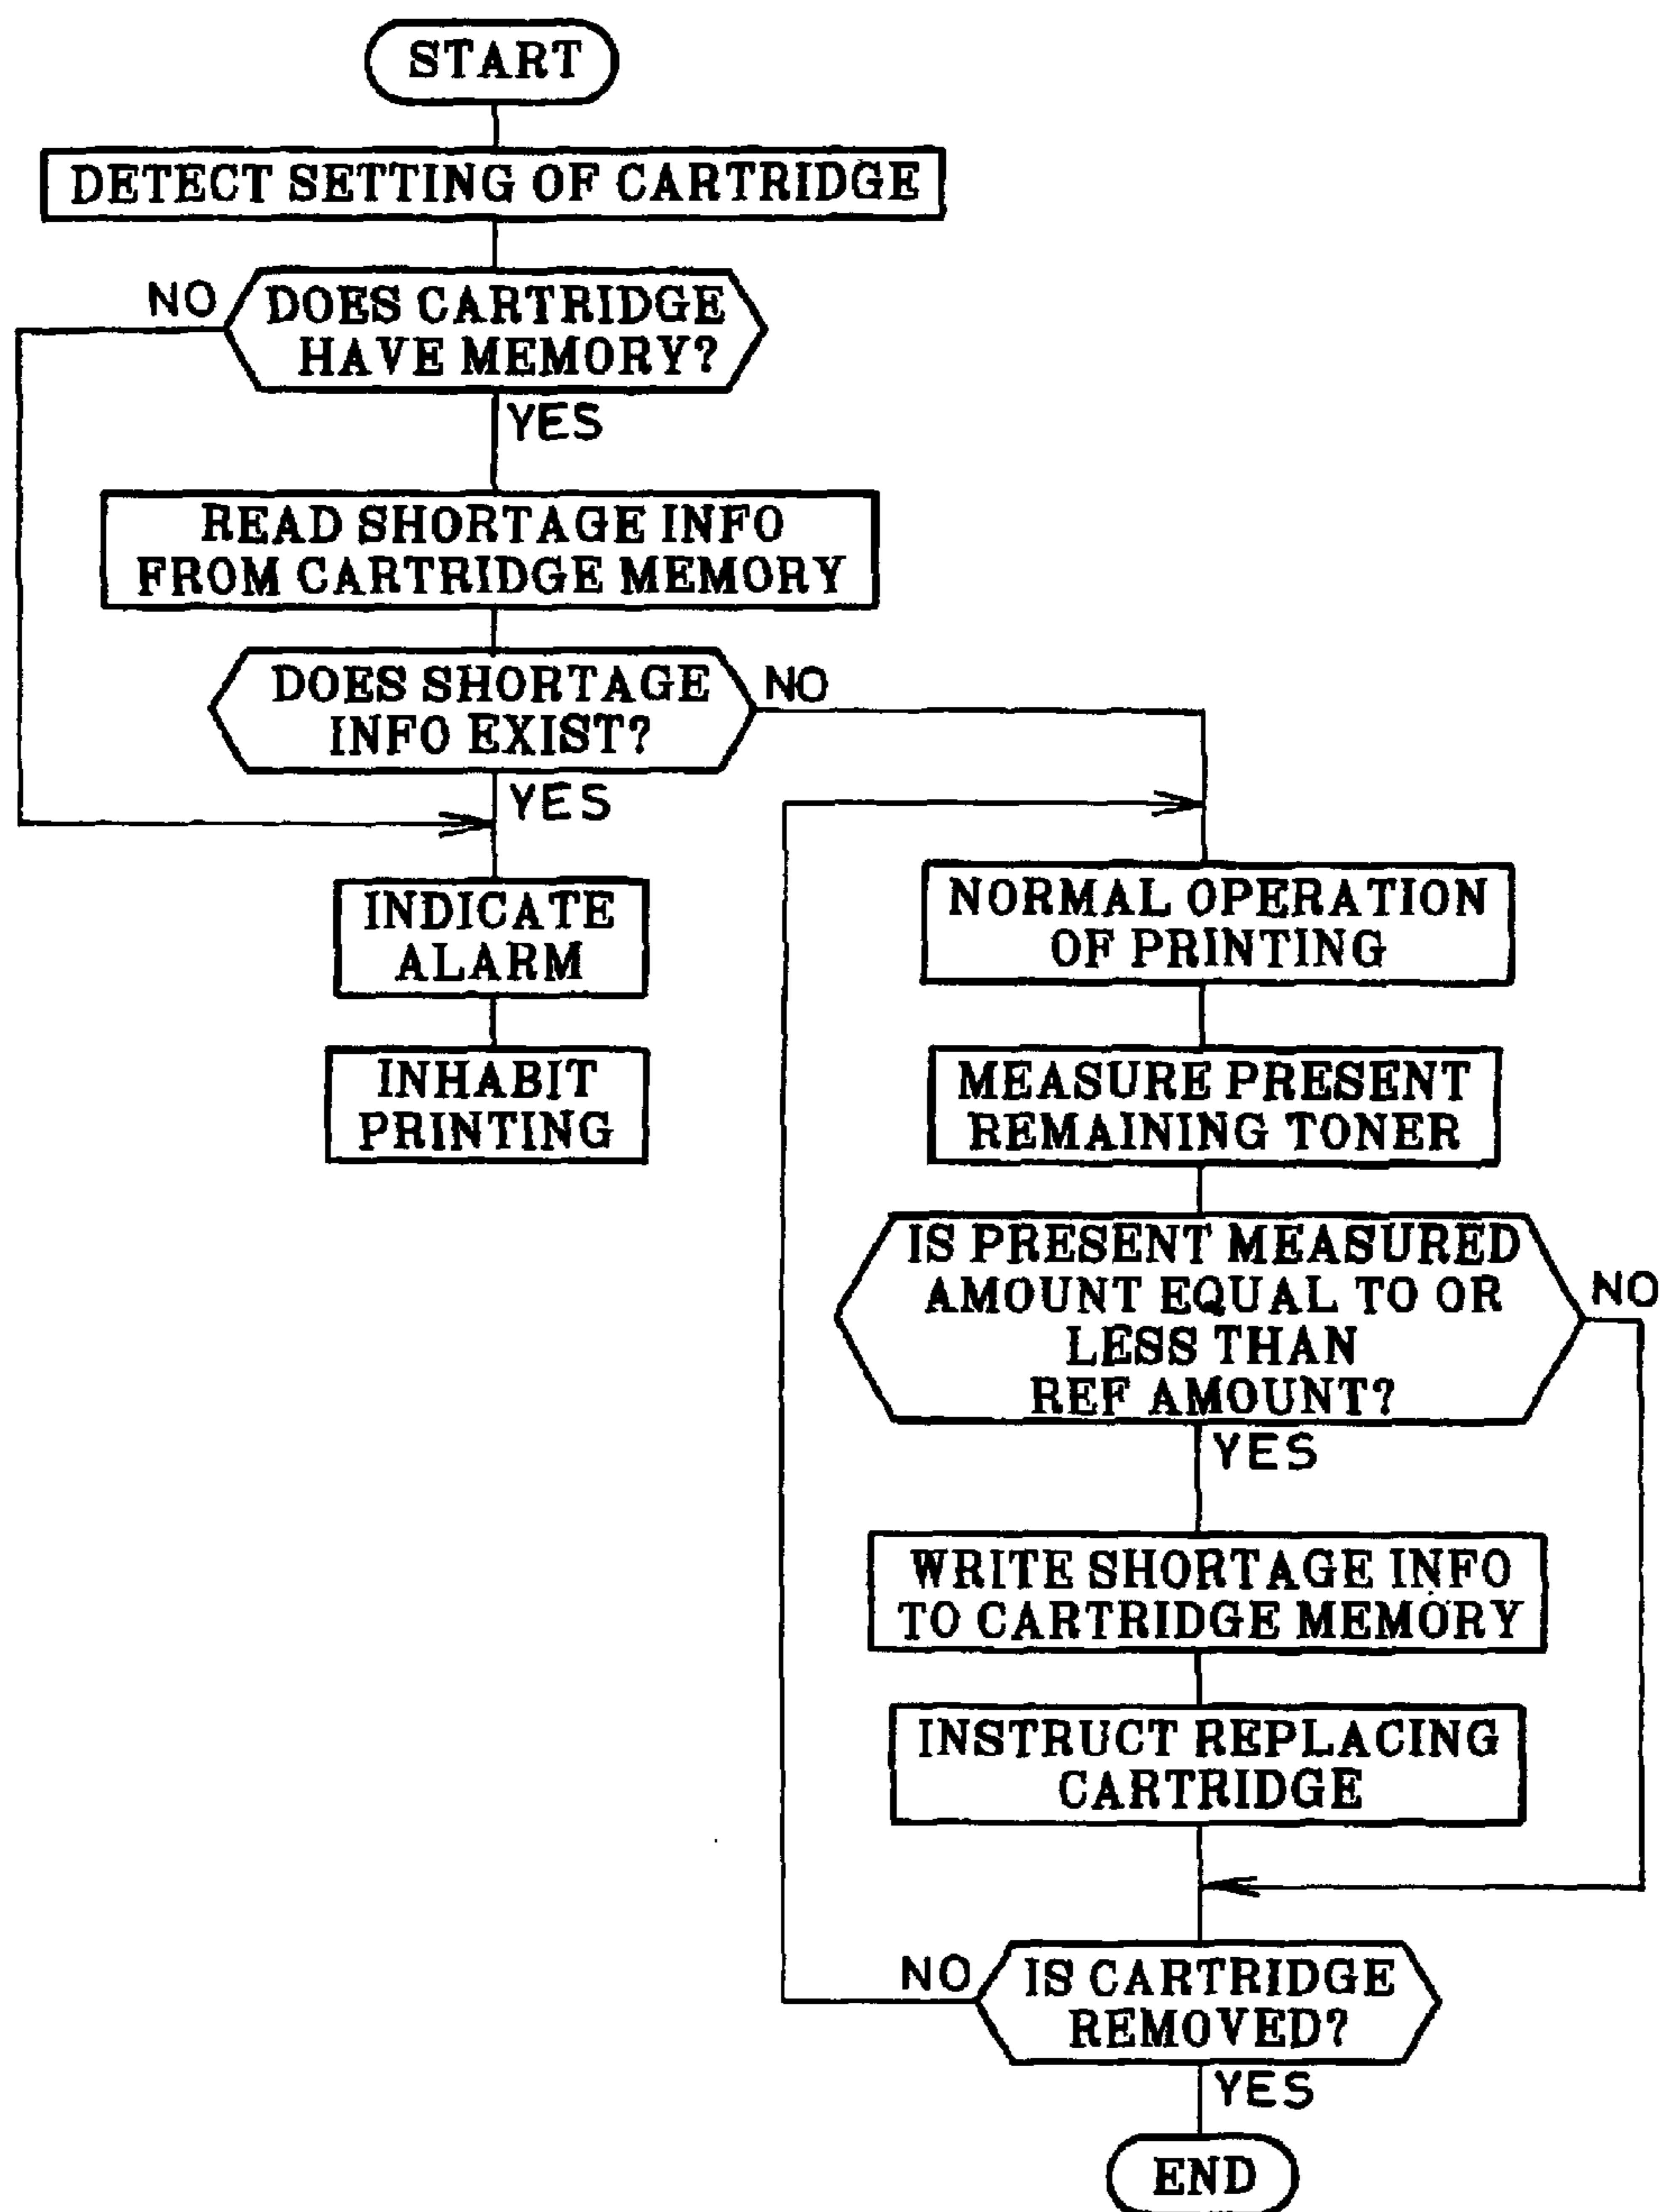 START
DETECT SETTING OF CARTRIDGE
NO
DOES CARTRIDGE
HAVE MEMORY?
YES
READ SHORTAGE INFO
FROM CARTRIDGE MEMORY
DOES SHORTAGE
INFO EXIST?
NO
YES
INDICATE
ALARM
INHABIT
PRINTING
NORMAL OPERATION
OF PRINTING
MEASURE PRESENT
REMAINING TONER
IS PRESENT MEASURED
AMOUNT EQUAL TO OR
LESS THAN
REF AMOUNT?
NO
YES
WRITE SHORTAGE INFO
TO CARTRIDGE MEMORY
INSTRUCT REPLACING
CARTRIDGE
NO
IS CARTRIDGE
REMOVED?
YES
END